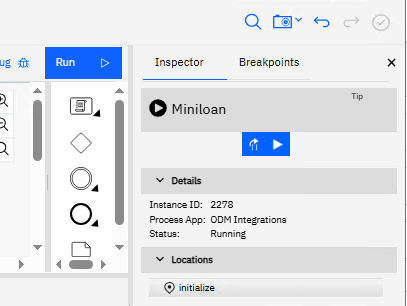 ug
Run
Inspector
Breakpoints
Tip
Miniloan
Details
Instance ID: 2278
Process App: ODM Integrations
Status: Running
Locations
initialize